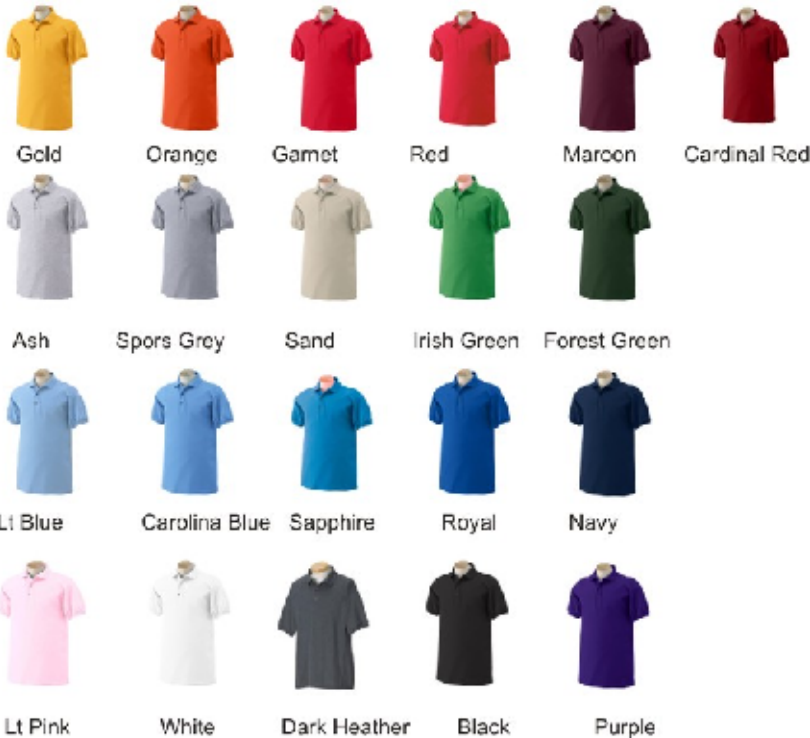 Gold Orange Garnet Red Maroon Cardinal Red
Ash Spors Grey Sand Irish Green Forest Green
Lt Blue Carolina Blue Sapphire Royal Navy
Lt Pink White Dark Heather Black Purple